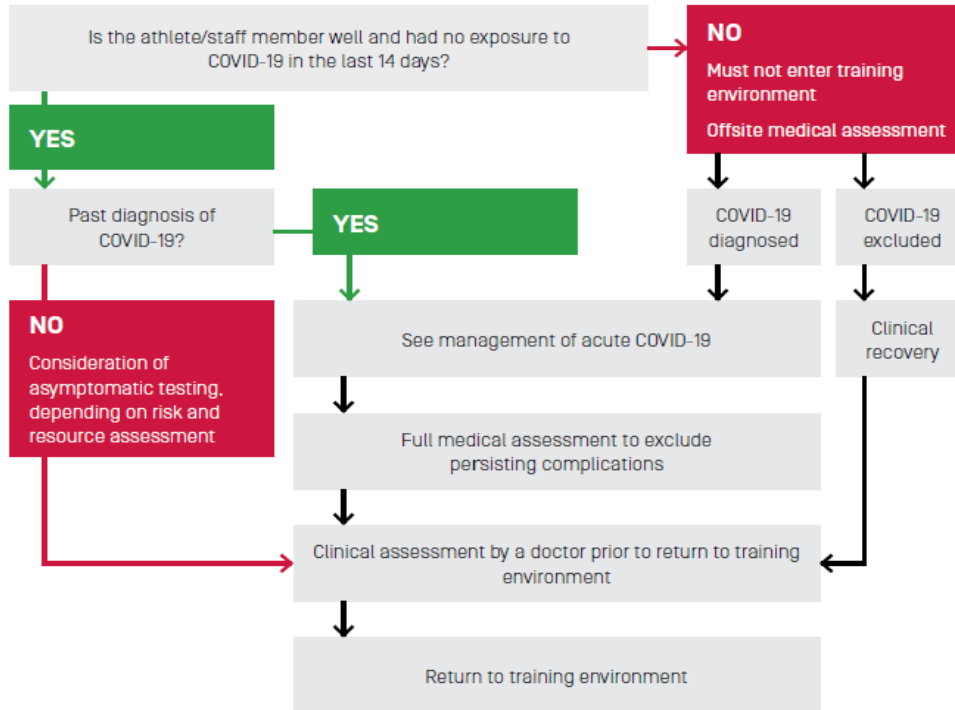 Is the athlete/staff member well and had no exposure to
COVID-19 in the last 14 days?
NO
Must not enter training
environment
Offsite medical assessment
YES
Past diagnosis of
COVID-19?
YES
COVID-19
diagnosed
COVID-19
excluded
NO
Consideration of
asymptomatic testing,
depending on risk and
resource assessment
See management of acute COVID-19
Clinical
recovery
Full medical assessment to exclude
persisting complications
Clinical assessment by a doctor prior to return to training
environment
Return to training environment